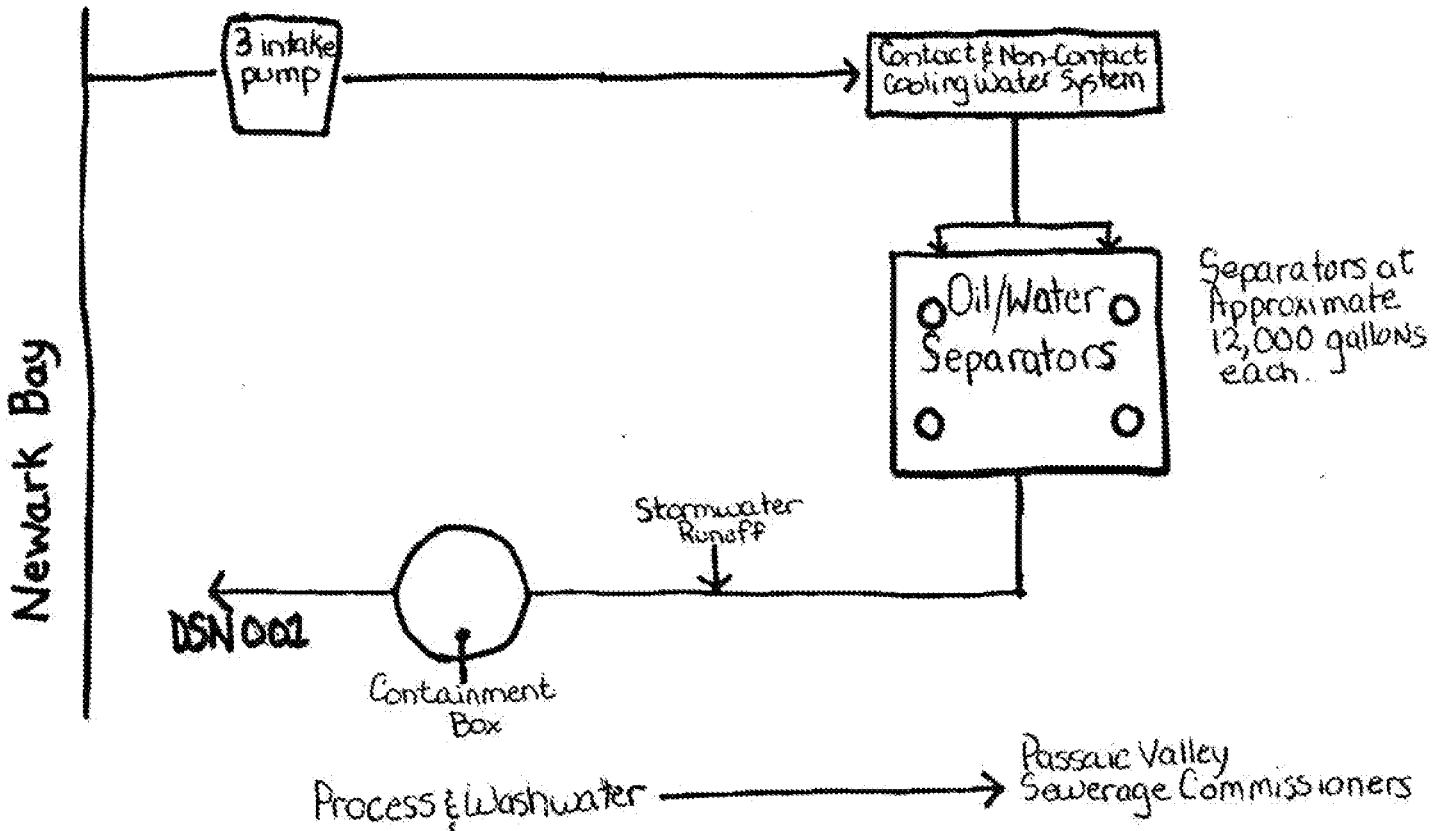 3 intake
pump
Contact & Non-Contact
Cooling Water System
Oil/Water
Separators
Separators at
Approximate
12,000 gallons
each.
Newark Bay
Stormwater
Runoff
DSN 002
Containment
Box
Process & Washwater
Passaic Valley
Sewerage Commissioners